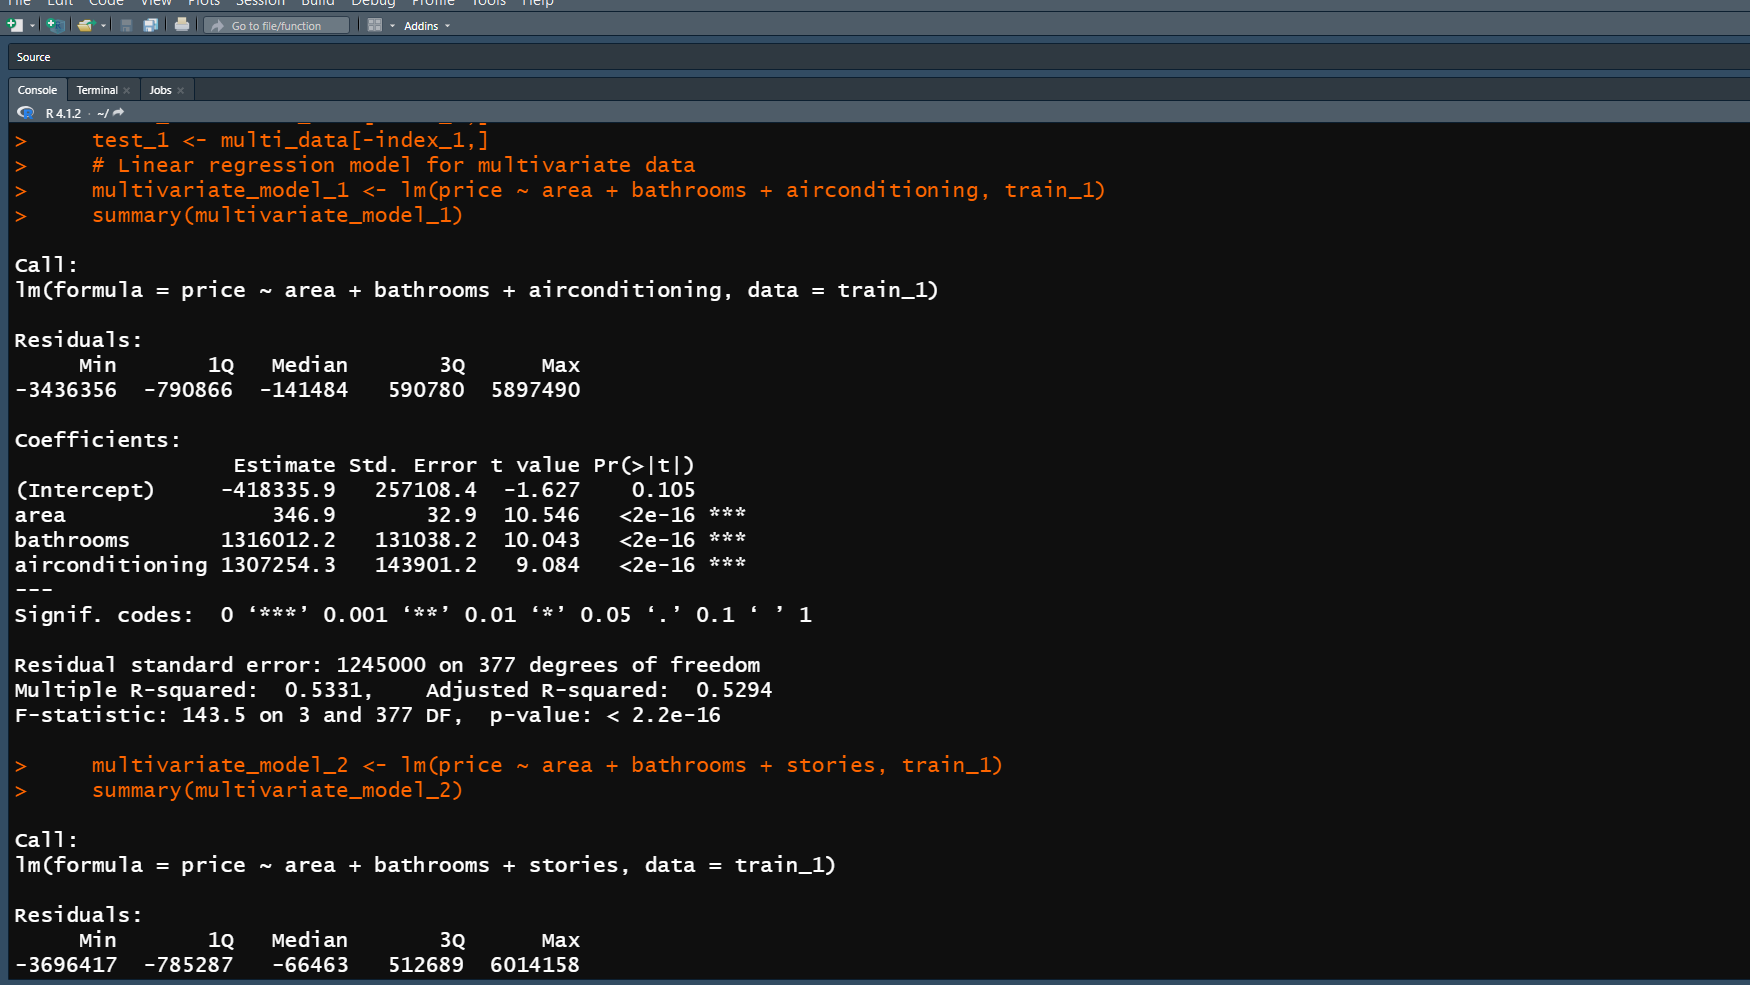 File Edit Code View Plots Session Build Debug Profile Tools Help
Go to file/function Addins
Source
Console Terminal Jobs
R 4.1.2 · ~/
> test_1 <- multi_data[-index_1,]
> # Linear regression model for multivariate data
> multivariate_model_1 <- lm(price ~ area + bathrooms + airconditioning, train_1)
> summary(multivariate_model_1)
Call:
lm(formula = price ~ area + bathrooms + airconditioning, data = train_1)
Residuals:
Min 1Q Median 3Q Max
-3436356 -790866 -141484 590780 5897490
Coefficients:
Estimate Std. Error t value Pr(>|t|)
(Intercept) -418335.9 257108.4 -1.627 0.105
area 346.9 32.9 10.546 <2e-16 ***
bathrooms 1316012.2 131038.2 10.043 <2e-16 ***
airconditioning 1307254.3 143901.2 9.084 <2e-16 ***
---
Signif. codes: 0 ‘***’ 0.001 ‘**’ 0.01 ‘*’ 0.05 ‘.’ 0.1 ‘ ’ 1
Residual standard error: 1245000 on 377 degrees of freedom
Multiple R-squared: 0.5331, Adjusted R-squared: 0.5294
F-statistic: 143.5 on 3 and 377 DF, p-value: < 2.2e-16
> multivariate_model_2 <- lm(price ~ area + bathrooms + stories, train_1)
> summary(multivariate_model_2)
Call:
lm(formula = price ~ area + bathrooms + stories, data = train_1)
Residuals:
Min 1Q Median 3Q Max
-3696417 -785287 -66463 512689 6014158